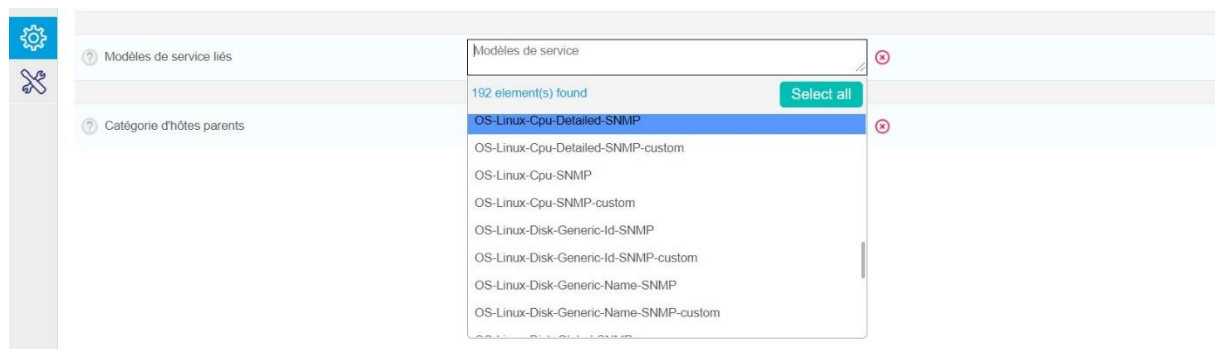 Modèles de service liés
Modèles de service
192 element(s) found
Select all
OS-Linux-Cpu-Detailed-SNMP
Catégorie d'hôtes parents
OS-Linux-Cpu-Detailed-SNMP-custom
OS-Linux-Cpu-SNMP
OS-Linux-Cpu-SNMP-custom
OS-Linux-Disk-Generic-Id-SNMP
OS-Linux-Disk-Generic-Id-SNMP-custom
OS-Linux-Disk-Generic-Name-SNMP
OS-Linux-Disk-Generic-Name-SNMP-custom